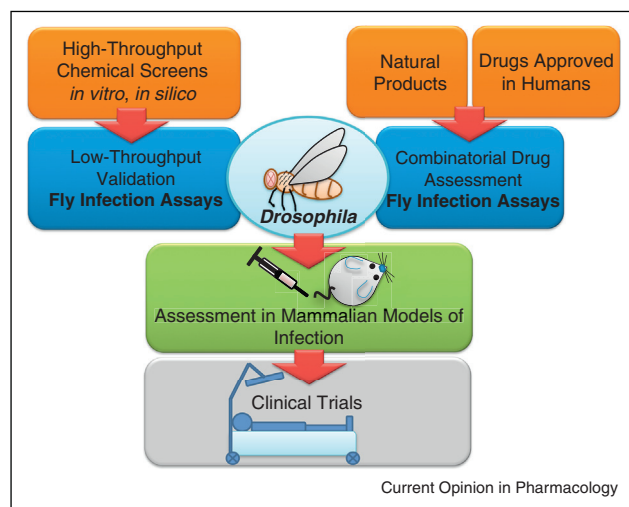 High-Throughput
Chemical Screens
in vitro, in silico
Natural
Products
Drugs Approved
in Humans
Low-Throughput
Validation
Fly Infection Assays
Drosophila
Combinatorial Drug
Assessment
Fly Infection Assays
Assessment in Mammalian Models of
Infection
Clinical Trials
Current Opinion in Pharmacology